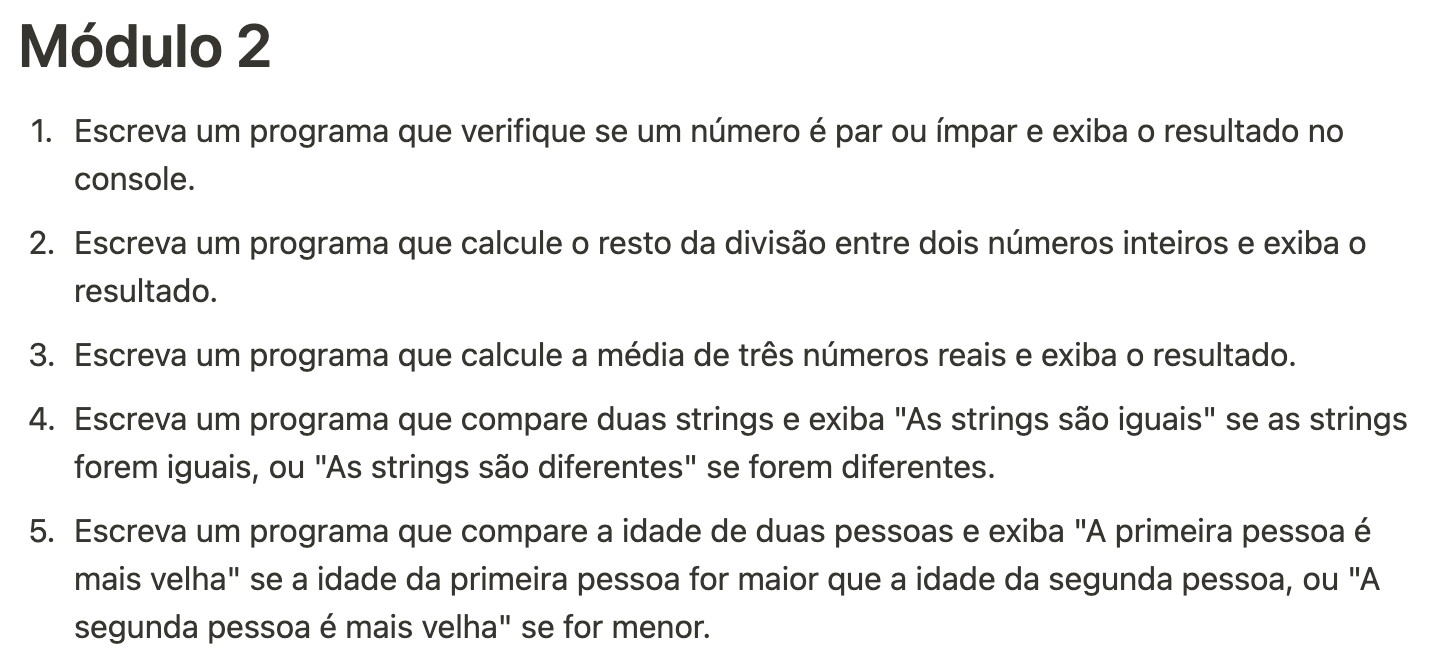 Módulo 2
1. Escreva um programa que verifique se um número é par ou ímpar e exiba o resultado no
console.
2. Escreva um programa que calcule o resto da divisão entre dois números inteiros e exiba o
resultado.
3. Escreva um programa que calcule a média de três números reais e exiba o resultado.
4. Escreva um programa que compare duas strings e exiba "As strings são iguais" se as strings
forem iguais, ou "As strings são diferentes" se forem diferentes.
5. Escreva um programa que compare a idade de duas pessoas e exiba "A primeira pessoa é
mais velha" se a idade da primeira pessoa for maior que a idade da segunda pessoa, ou "A
segunda pessoa é mais velha" se for menor.